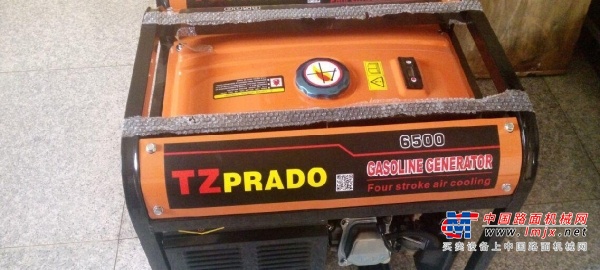 6500
GASOLINE GENERATOR
TZPRADO
Four stroke air cooling
中国路面机械网
www.lmjx.net
买卖设备上中国路面机械网